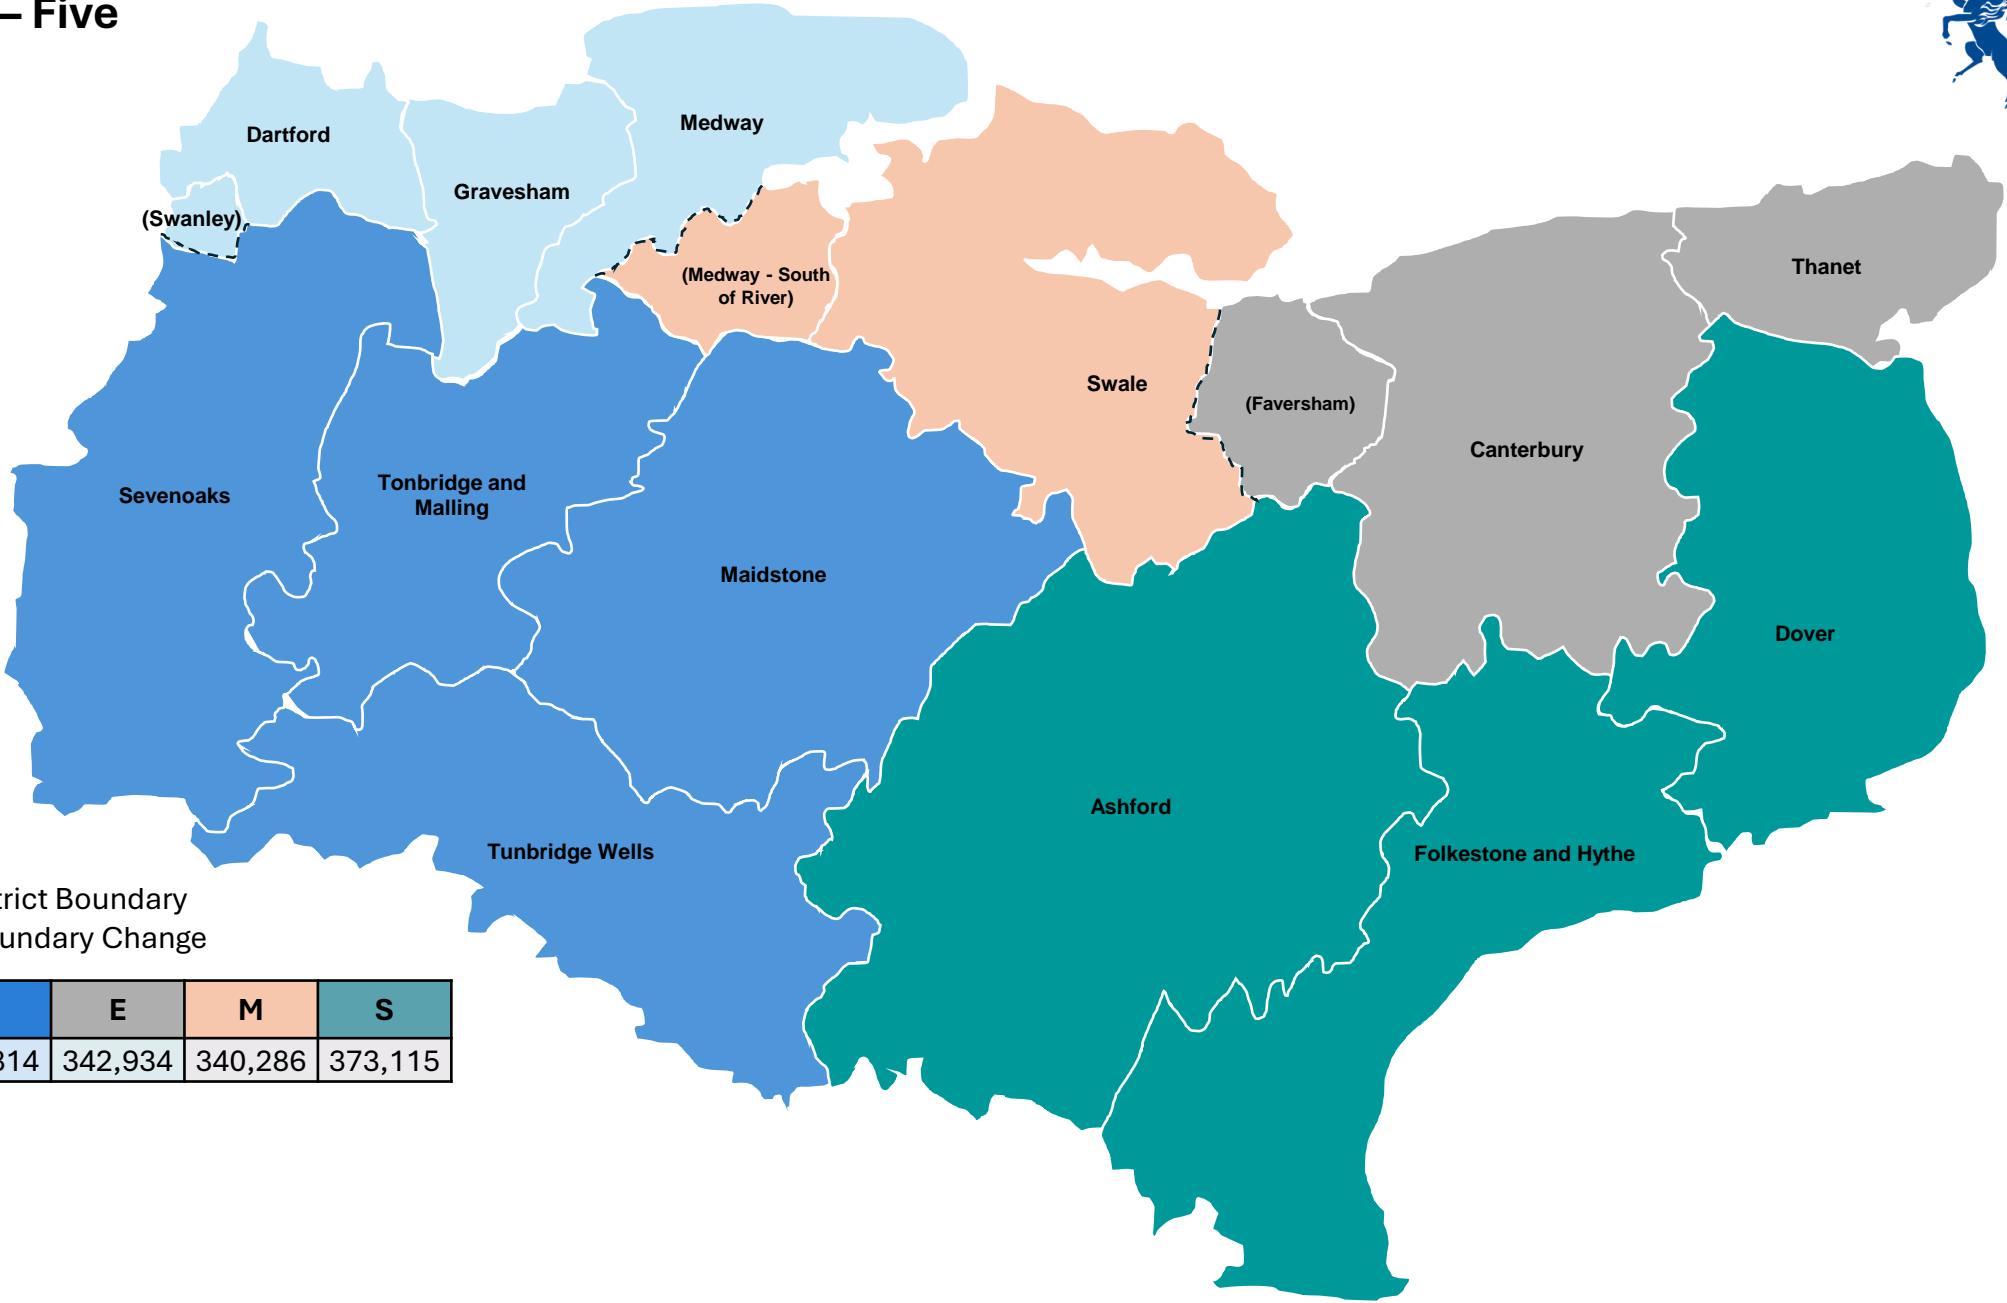 – Five
Medway
Dartford
Gravesham
(Swanley)
Thanet
(Medway - South
of River)
Swale
(Faversham)
Canterbury
Sevenoaks
Tonbridge and
Malling
Maidstone
Dover
Ashford
Tunbridge Wells
Folkestone and Hythe
trict Boundary
undary Change
E M S
314 342,934 340,286 373,115